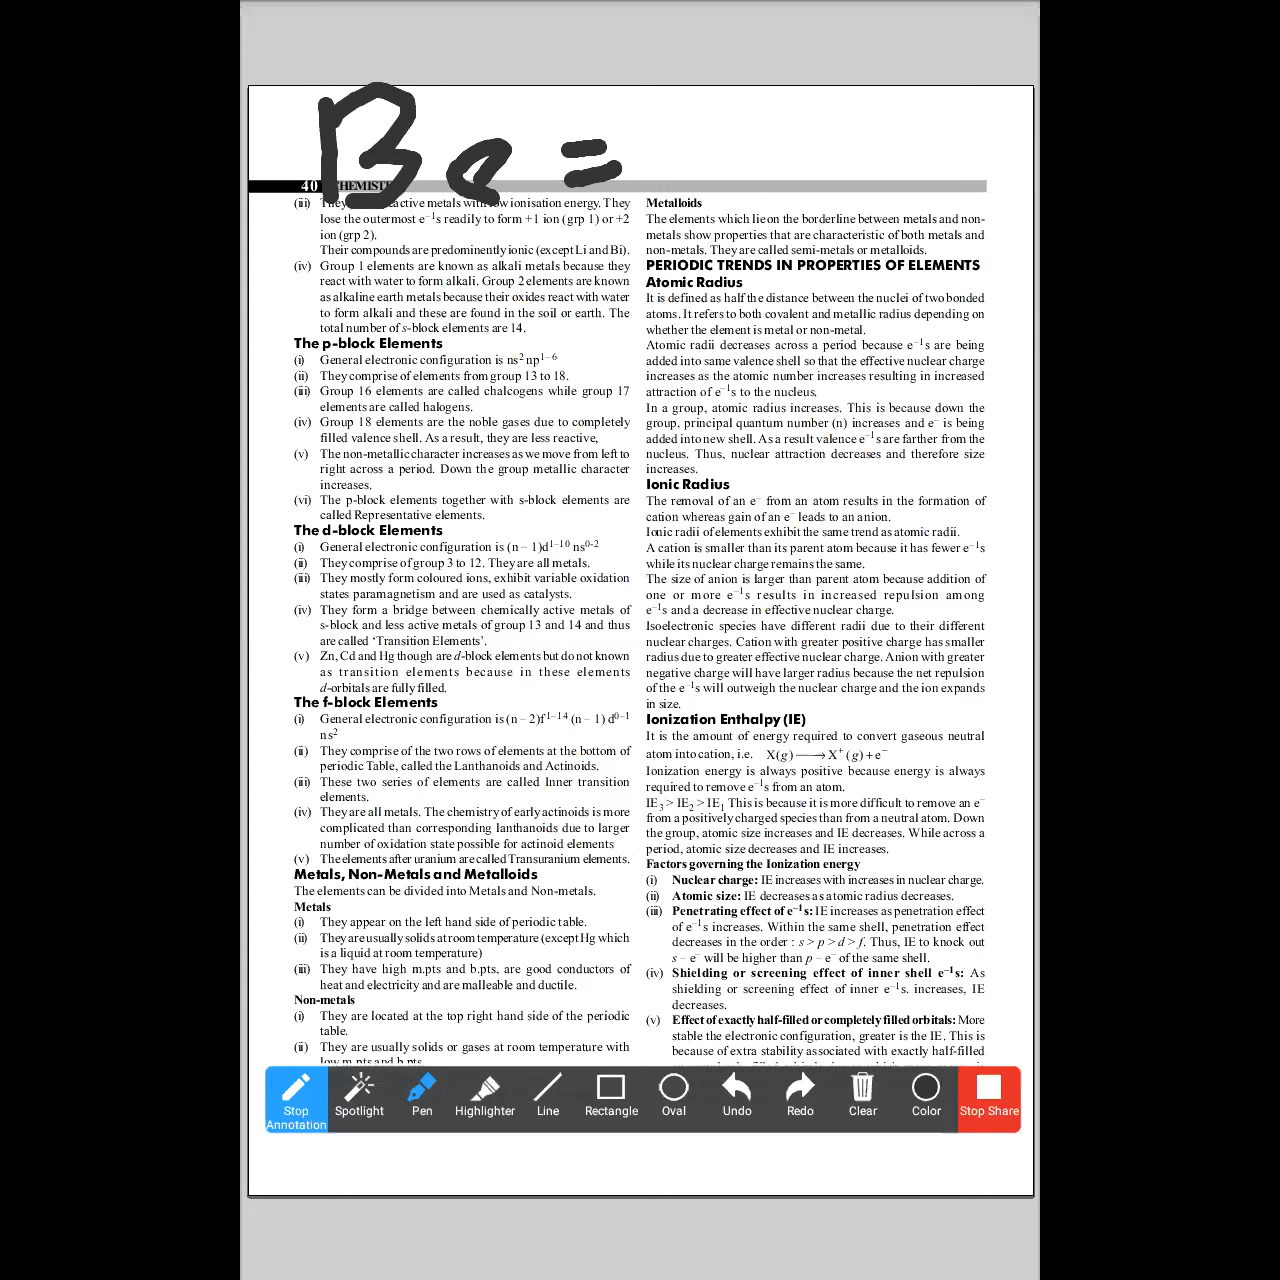 Be =
40 CHEMISTRY
(iii) They reactive metals with low ionisation energy. They
lose the outermost e⁻¹s readily to form +1 ion (grp 1) or +2
ion (grp 2).
Their compounds are predominently ionic (except Li and Bi).
(iv) Group 1 elements are known as alkali metals because they
react with water to form alkali. Group 2 elements are known
as alkaline earth metals because their oxides react with water
to form alkali and these are found in the soil or earth. The
total number of s-block elements are 14.
The p-block Elements
(i) General electronic configuration is ns² np¹⁻⁶
(ii) They comprise of elements from group 13 to 18.
(iii) Group 16 elements are called chalcogens while group 17
elements are called halogens.
(iv) Group 18 elements are the noble gases due to completely
filled valence shell. As a result, they are less reactive,
(v) The non-metallic character increases as we move from left to
right across a period. Down the group metallic character
increases.
(vi) The p-block elements together with s-block elements are
called Representative elements.
The d-block Elements
(i) General electronic configuration is (n – 1)d¹⁻¹⁰ ns⁰⁻²
(ii) They comprise of group 3 to 12. They are all metals.
(iii) They mostly form coloured ions, exhibit variable oxidation
states paramagnetism and are used as catalysts.
(iv) They form a bridge between chemically active metals of
s-block and less active metals of group 13 and 14 and thus
are called ‘Transition Elements’.
(v) Zn, Cd and Hg though are d-block elements but do not known
as transition elements because in these elements
d-orbitals are fully filled.
The f-block Elements
(i) General electronic configuration is (n – 2)f¹⁻¹⁴ (n – 1) d⁰⁻¹
ns²
(ii) They comprise of the two rows of elements at the bottom of
periodic Table, called the Lanthanoids and Actinoids.
(iii) These two series of elements are called Inner transition
elements.
(iv) They are all metals. The chemistry of early actinoids is more
complicated than corresponding lanthanoids due to larger
number of oxidation state possible for actinoid elements
(v) The elements after uranium are called Transuranium elements.
Metals, Non-Metals and Metalloids
The elements can be divided into Metals and Non-metals.
Metals
(i) They appear on the left hand side of periodic table.
(ii) They are usually solids at room temperature (except Hg which
is a liquid at room temperature)
(iii) They have high m.pts and b.pts, are good conductors of
heat and electricity and are malleable and ductile.
Non-metals
(i) They are located at the top right hand side of the periodic
table.
(ii) They are usually solids or gases at room temperature with
low m.pts and b.pts.
Metalloids
The elements which lie on the borderline between metals and non-
metals show properties that are characteristic of both metals and
non-metals. They are called semi-metals or metalloids.
PERIODIC TRENDS IN PROPERTIES OF ELEMENTS
Atomic Radius
It is defined as half the distance between the nuclei of two bonded
atoms. It refers to both covalent and metallic radius depending on
whether the element is metal or non-metal.
Atomic radii decreases across a period because e⁻¹s are being
added into same valence shell so that the effective nuclear charge
increases as the atomic number increases resulting in increased
attraction of e⁻¹s to the nucleus.
In a group, atomic radius increases. This is because down the
group, principal quantum number (n) increases and e⁻ is being
added into new shell. As a result valence e⁻¹s are farther from the
nucleus. Thus, nuclear attraction decreases and therefore size
increases.
Ionic Radius
The removal of an e⁻ from an atom results in the formation of
cation whereas gain of an e⁻ leads to an anion.
Ionic radii of elements exhibit the same trend as atomic radii.
A cation is smaller than its parent atom because it has fewer e⁻¹s
while its nuclear charge remains the same.
The size of anion is larger than parent atom because addition of
one or more e⁻¹s results in increased repulsion among
e⁻¹s and a decrease in effective nuclear charge.
Isoelectronic species have different radii due to their different
nuclear charges. Cation with greater positive charge has smaller
radius due to greater effective nuclear charge. Anion with greater
negative charge will have larger radius because the net repulsion
of the e⁻¹s will outweigh the nuclear charge and the ion expands
in size.
Ionization Enthalpy (IE)
It is the amount of energy required to convert gaseous neutral
atom into cation, i.e. X(g) ⟶ X⁺(g) + e⁻
Ionization energy is always positive because energy is always
required to remove e⁻¹s from an atom.
IE₃ > IE₂ > IE₁ This is because it is more difficult to remove an e⁻
from a positively charged species than from a neutral atom. Down
the group, atomic size increases and IE decreases. While across a
period, atomic size decreases and IE increases.
Factors governing the Ionization energy
(i) Nuclear charge: IE increases with increases in nuclear charge.
(ii) Atomic size: IE decreases as atomic radius decreases.
(iii) Penetrating effect of e⁻¹s: IE increases as penetration effect
of e⁻¹s increases. Within the same shell, penetration effect
decreases in the order : s > p > d > f. Thus, IE to knock out
s – e⁻ will be higher than p – e⁻ of the same shell.
(iv) Shielding or screening effect of inner shell e⁻¹s: As
shielding or screening effect of inner e⁻¹s. increases, IE
decreases.
(v) Effect of exactly half-filled or completely filled orbitals: More
stable the electronic configuration, greater is the IE. This is
because of extra stability associated with exactly half-filled
Stop Annotation Spotlight Pen Highlighter Line Rectangle Oval Undo Redo Clear Color Stop Share